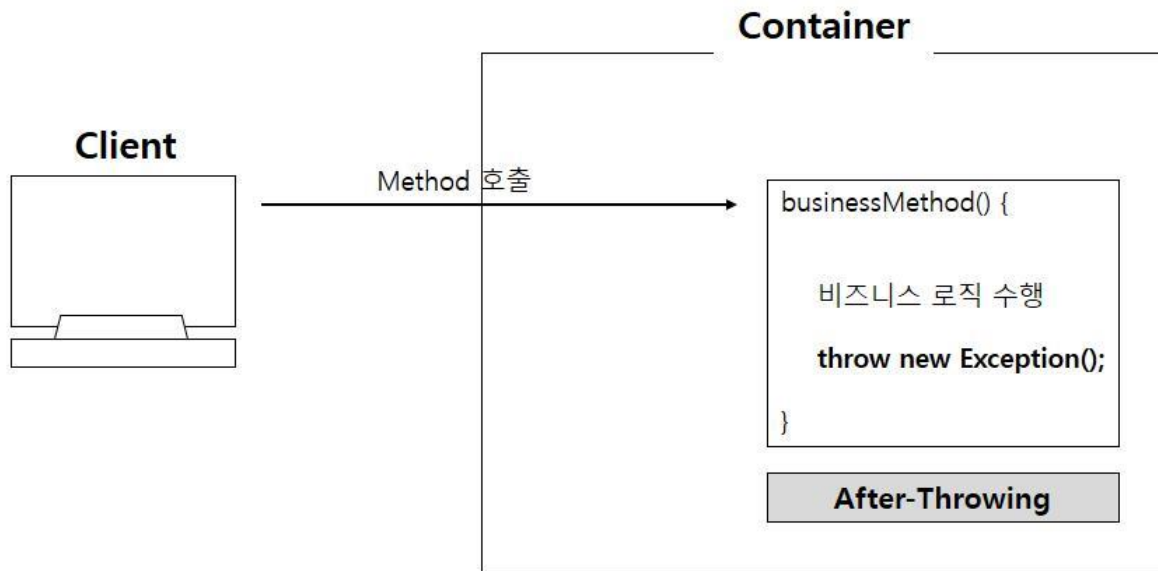 Container
Client
Method 호출
businessMethod() {
비즈니스 로직 수행
throw new Exception();
}
After-Throwing